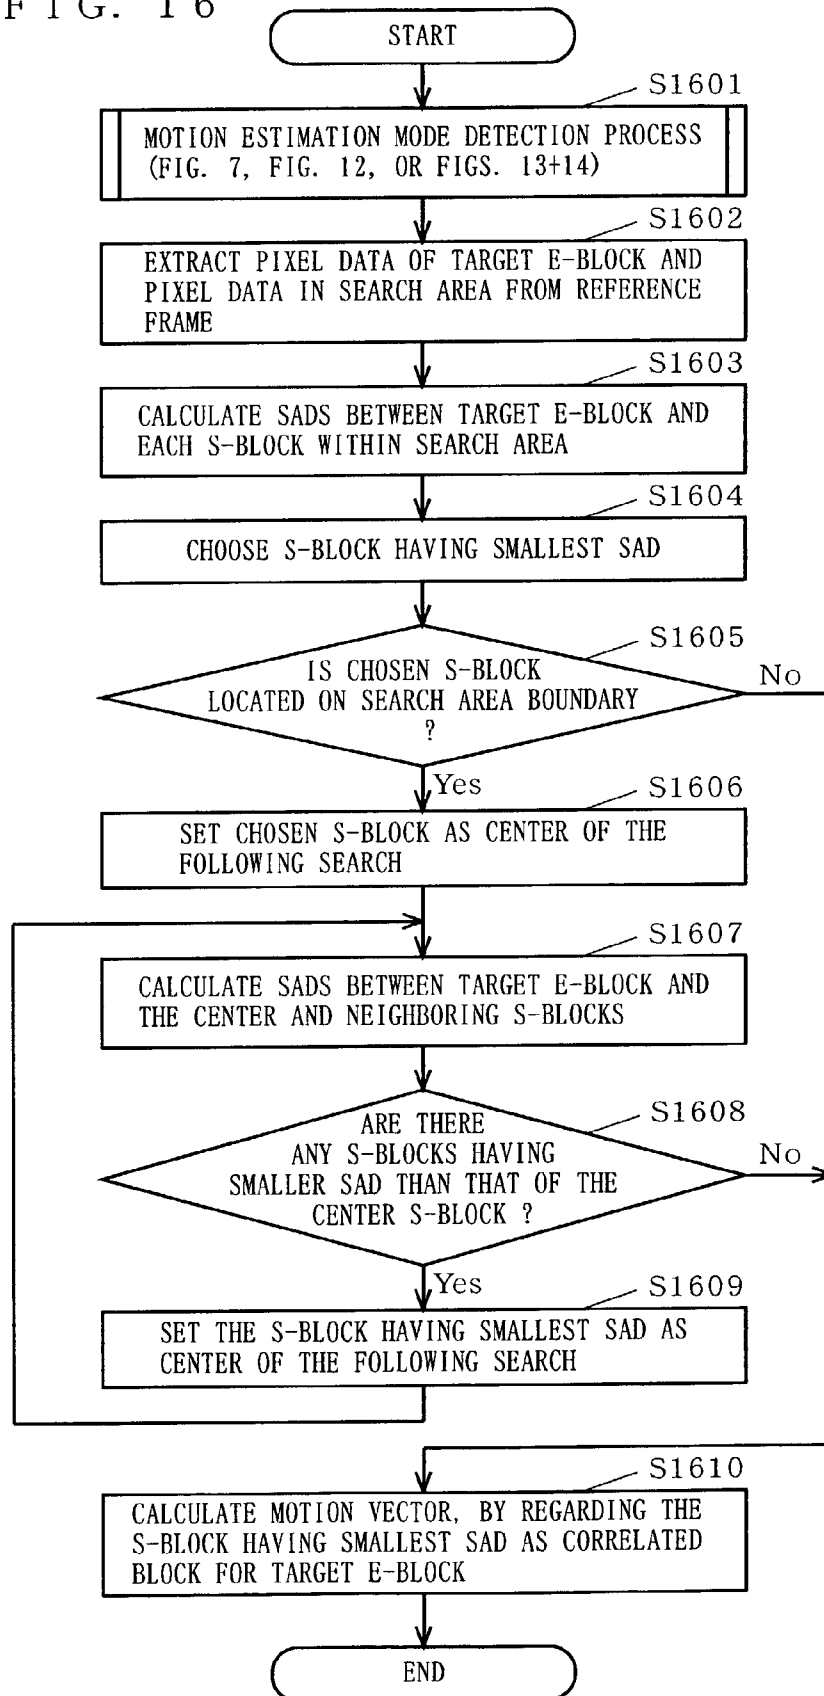 FIG. 16
START
S1601
MOTION ESTIMATION MODE DETECTION PROCESS
(FIG. 7, FIG. 12, OR FIGS. 13+14)
S1602
EXTRACT PIXEL DATA OF TARGET E-BLOCK AND
PIXEL DATA IN SEARCH AREA FROM REFERENCE
FRAME
S1603
CALCULATE SADS BETWEEN TARGET E-BLOCK AND
EACH S-BLOCK WITHIN SEARCH AREA
S1604
CHOOSE S-BLOCK HAVING SMALLEST SAD
S1605
IS CHOSEN S-BLOCK
LOCATED ON SEARCH AREA BOUNDARY
?
No
Yes
S1606
SET CHOSEN S-BLOCK AS CENTER OF THE
FOLLOWING SEARCH
S1607
CALCULATE SADS BETWEEN TARGET E-BLOCK AND
THE CENTER AND NEIGHBORING S-BLOCKS
S1608
ARE THERE
ANY S-BLOCKS HAVING
SMALLER SAD THAN THAT OF THE
CENTER S-BLOCK ?
No
Yes
S1609
SET THE S-BLOCK HAVING SMALLEST SAD AS
CENTER OF THE FOLLOWING SEARCH
S1610
CALCULATE MOTION VECTOR, BY REGARDING THE
S-BLOCK HAVING SMALLEST SAD AS CORRELATED
BLOCK FOR TARGET E-BLOCK
END